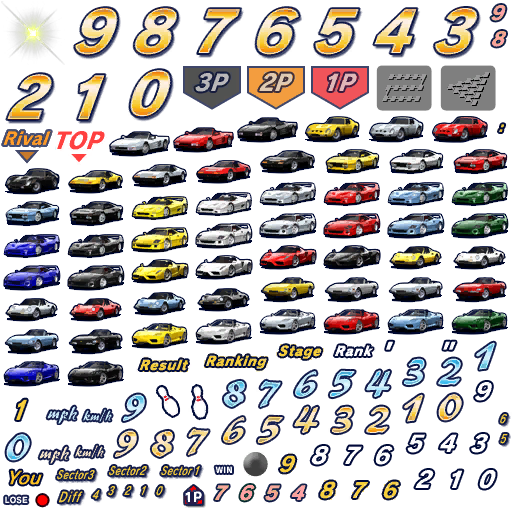 9 8 7 6 5 4 3 9
8
2 1 0 3P 2P 1P
8
Rival TOP
Result Ranking Stage Rank ' " 1
8 7 6 5 4 3 2
1 mph km/h 9 9
6 5 4 3 2 1 0 6
5
0 mph km/h 9 8 7
8 7 6 5 4 3
You Sector3 Sector2 Sector1 WIN 9
LOSE Diff 4 3 2 1 0 1P 7 6 5 4 8 7 6 2 1 0